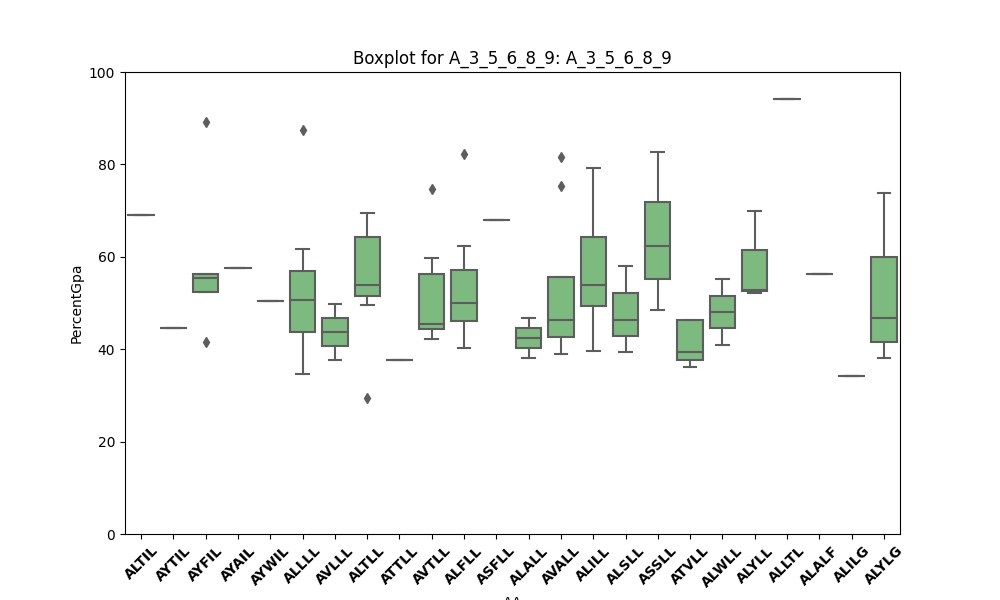 Boxplot for A_3_5_6_8_9: A_3_5_6_8_9
100
80
60
40
20
0
PercentGpa
ALTIL AYTIL AYFIL AYAIL AYWIL ALLLL AVLLL ALTLL ATTLL AVTLL ALFLL ASFLL ALALL AVALL ALILL ALSLL ASSLL ATVLL ALWLL ALYLL ALLTL ALALF ALILG ALYLG